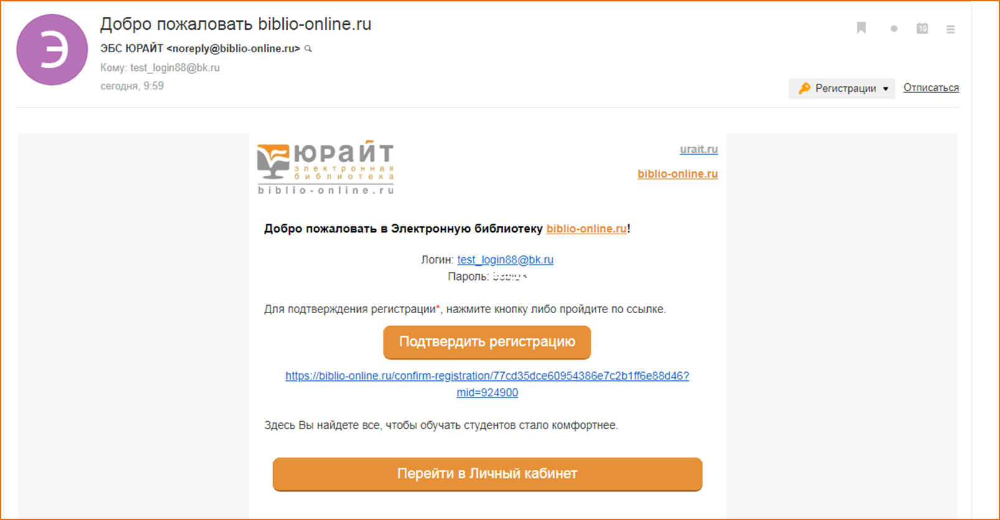 Э
Добро пожаловать biblio-online.ru
ЭБС ЮРАЙТ <noreply@biblio-online.ru>
Кому: test_login88@bk.ru
сегодня, 9:59
19
Регистрации
Отписаться
ЮРАЙТ
электронная
библиотека
biblio-online.ru
urait.ru
biblio-online.ru
Добро пожаловать в Электронную библиотеку biblio-online.ru!
Логин: test_login88@bk.ru
Пароль:
Для подтверждения регистрации*, нажмите кнопку либо пройдите по ссылке.
Подтвердить регистрацию
https://biblio-online.ru/confirm-registration/77cd35dce60954386e7c2b1ff6e88d46?
mid=924900
Здесь Вы найдете все, чтобы обучать студентов стало комфортнее.
Перейти в Личный кабинет